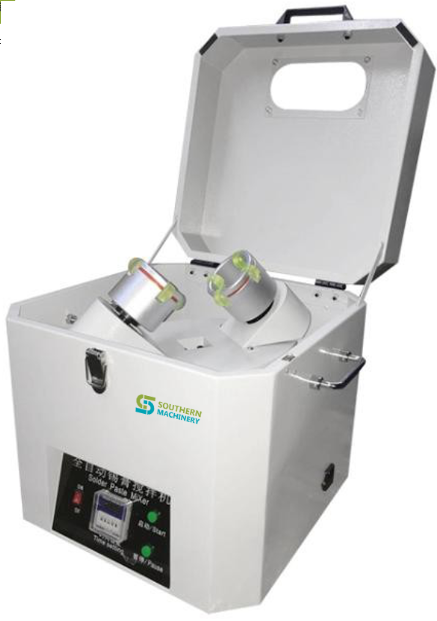 SOUTHERN
MACHINERY
全自动锡膏搅拌机
Solder Paste Mixer
ON
OFF
启动/Start
Time setting
暂停/Pause